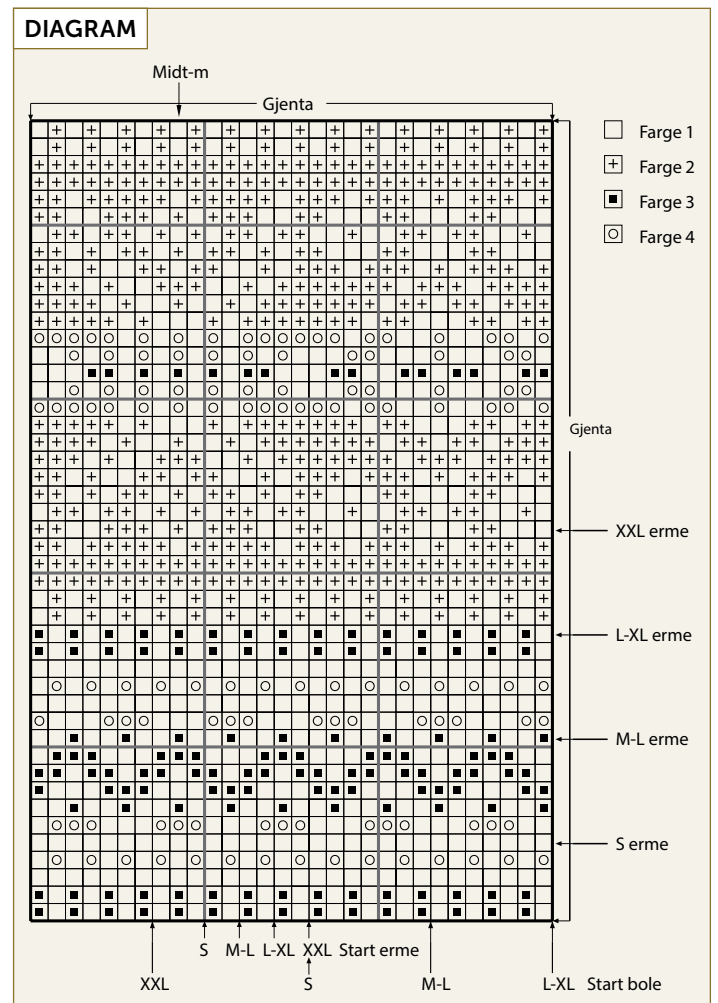 DIAGRAM
Midt-m
Gjenta
Farge 1
Farge 2
Farge 3
Farge 4
Gjenta
XXL erme
L-XL erme
M-L erme
S erme
S M-L L-XL XXL Start erme
XXL S M-L L-XL Start bole